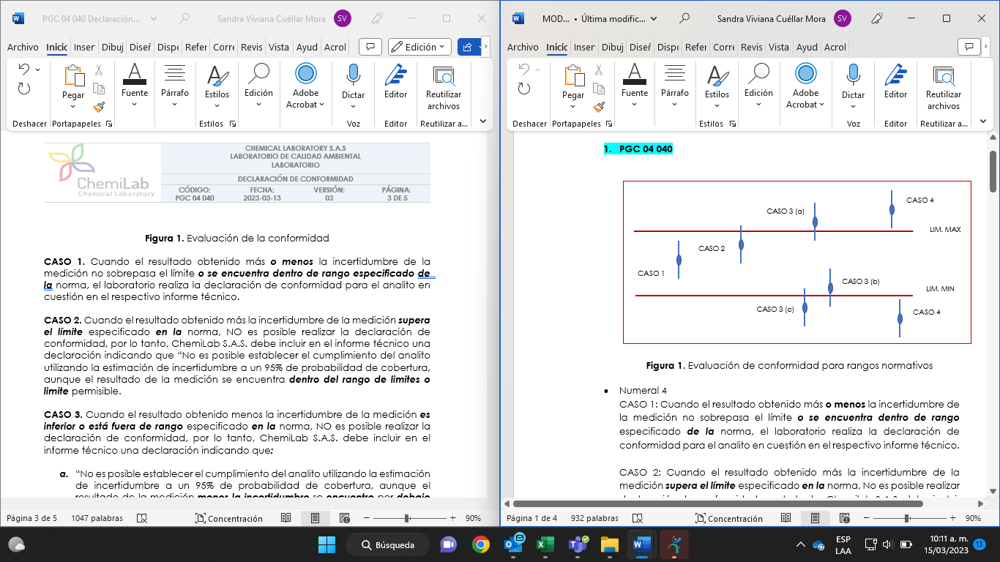 PGC 04 040 Declaración...
Sandra Viviana Cuéllar Mora
SV
Archivo Inicio Inser Dibuj Diseñ Dispo Refer Corre Revis Vista Ayud Acrol
Edición
Pegar
Fuente
Párrafo
Estilos
Edición
Adobe
Acrobat
Dictar
Editor
Reutilizar
archivos
Deshacer
Portapapeles
Estilos
Voz
Reutilizar a...
CHEMICAL LABORATORY S.A.S
LABORATORIO DE CALIDAD AMBIENTAL
LABORATORIO
DECLARACIÓN DE CONFORMIDAD
ChemiLab
Chemical Laboratory
CÓDIGO: FECHA: VERSIÓN: PÁGINA:
PGC 04 040 2023-03-13 03 3 DE 5
Figura 1. Evaluación de la conformidad
CASO 1. Cuando el resultado obtenido más o menos la incertidumbre de la
medición no sobrepasa el límite o se encuentra dentro de rango especificado de
la norma, el laboratorio realiza la declaración de conformidad para el analito en
cuestión en el respectivo informe técnico.
CASO 2. Cuando el resultado obtenido más la incertidumbre de la medición supera
el límite especificado en la norma, NO es posible realizar la declaración de
conformidad, por lo tanto, ChemiLab S.A.S. debe incluir en el informe técnico una
declaración indicando que “No es posible establecer el cumplimiento del analito
utilizando la estimación de incertidumbre a un 95% de probabilidad de cobertura,
aunque el resultado de la medición se encuentra dentro del rango de limites o
limite permisible.
CASO 3. Cuando el resultado obtenido menos la incertidumbre de la medición es
inferior o está fuera de rango especificado en la norma, NO es posible realizar la
declaración de conformidad, por lo tanto, ChemiLab S.A.S. debe incluir en el
informe técnico una declaración indicando que:
a. “No es posible establecer el cumplimiento del analito utilizando la estimación
de incertidumbre a un 95% de probabilidad de cobertura, aunque el
resultado de la medición menos la incertidumbre se encuentre por debajo
Página 3 de 5
1047 palabras
Concentración
90%
MOD... • Última modific...
Sandra Viviana Cuéllar Mora
SV
Archivo Inicio Inser Dibuj Diseñ Dispo Refer Corre Revis Vista Ayud Acrol
Pegar
Fuente
Párrafo
Estilos
Edición
Adobe
Acrobat
Dictar
Editor
Reutilizar
archivos
Deshacer
Portapapeles
Estilos
Voz
Reutilizar a...
1. PGC 04 040
CASO 4
CASO 3 (a)
LIM. MAX
CASO 2
CASO 1
CASO 3 (b)
LIM. MIN
CASO 3 (c)
CASO 4
Figura 1. Evaluación de conformidad para rangos normativos
• Numeral 4
CASO 1: Cuando el resultado obtenido más o menos la incertidumbre de
la medición no sobrepasa el límite o se encuentra dentro de rango
especificado de la norma, el laboratorio realiza la declaración de
conformidad para el analito en cuestión en el respectivo informe técnico.
CASO 2: Cuando el resultado obtenido más la incertidumbre de la
medición supera el límite especificado en la norma, No es posible realizar
Página 1 de 4
932 palabras
Concentración
90%
Búsqueda
ESP
LAA
10:11 a. m.
15/03/2023
13